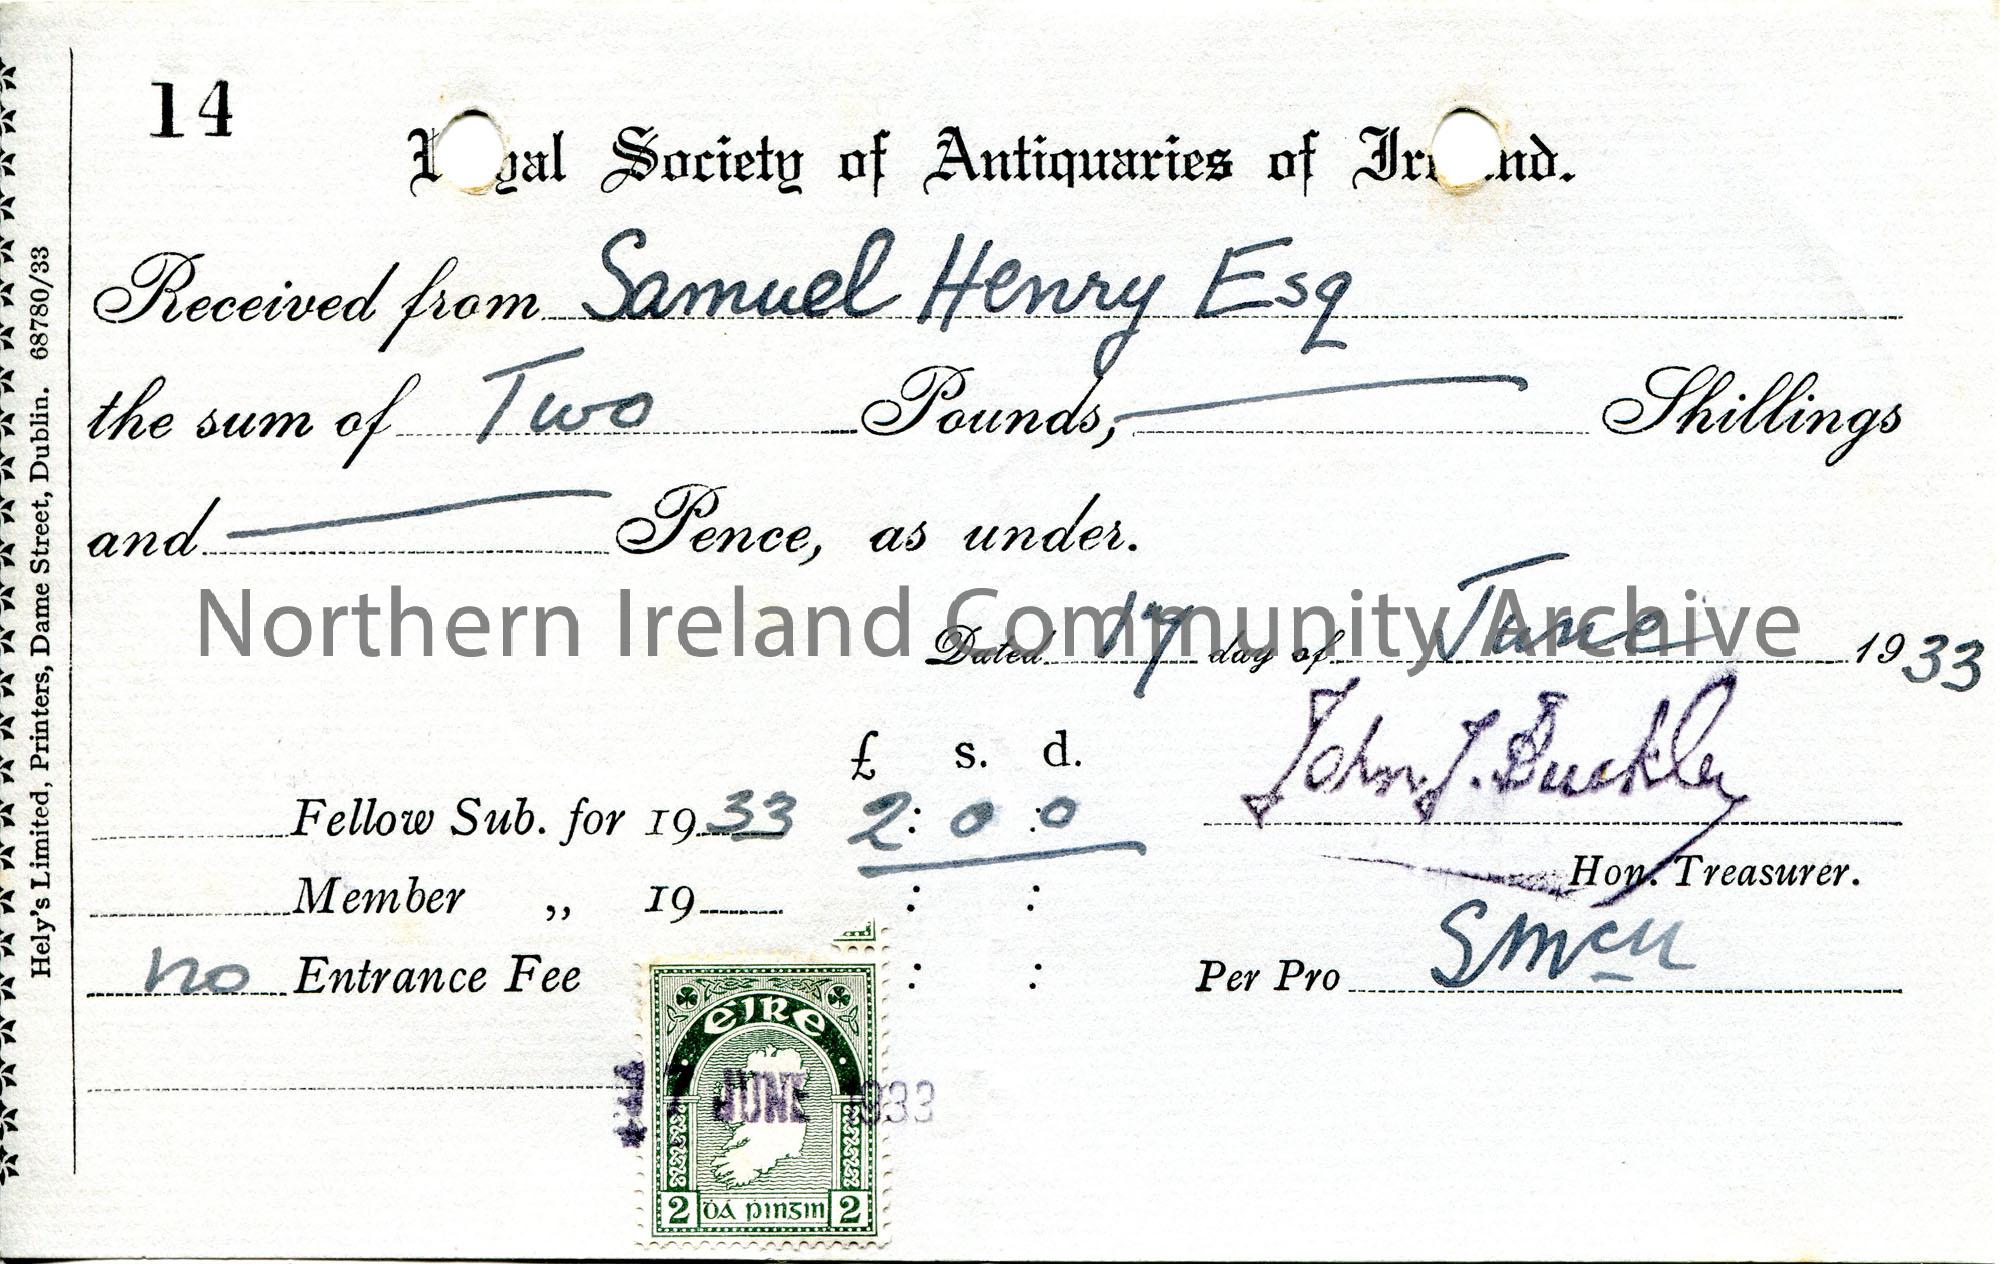 14
Royal Society of Antiquaries of Ireland.
Received from Samuel Henry Esq
the sum of Two Pounds, Shillings
and Pence, as under.
Northern Ireland Community Archive
Dated 17 day of June 1933
£ s. d.
Fellow Sub. for 1933 2 : 0 : 0
John J. Buckley
Hon. Treasurer.
Member „ 19 : :
no Entrance Fee : :
Per Pro
EIRE
JUNE 1933
2 DÁ PINGIN 2
Hely's Limited, Printers, Dame Street, Dublin. 68780/33